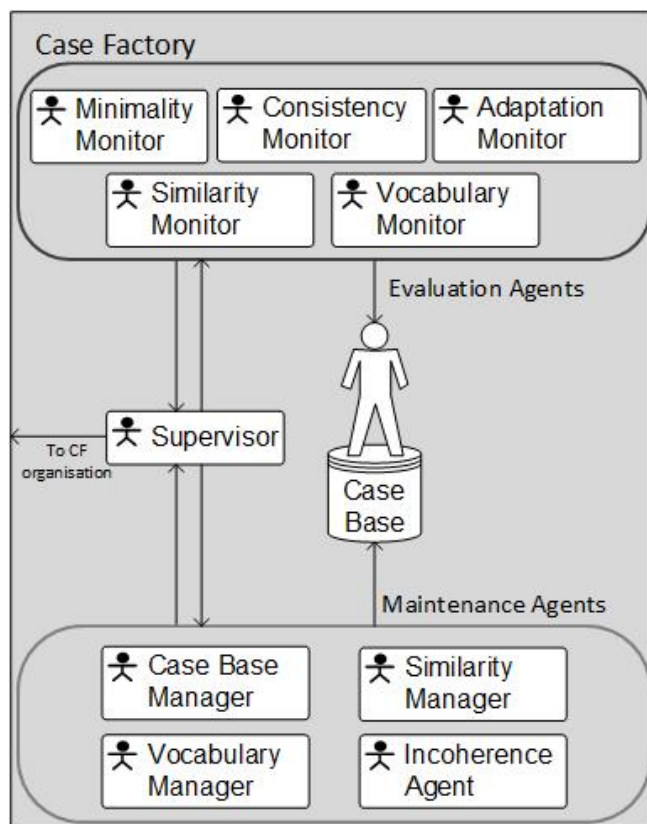 Case Factory
Minimality
Monitor
Consistency
Monitor
Adaptation
Monitor
Similarity
Monitor
Vocabulary
Monitor
Evaluation Agents
Supervisor
To CF
organisation
Case
Base
Maintenance Agents
Case Base
Manager
Similarity
Manager
Vocabulary
Manager
Incoherence
Agent